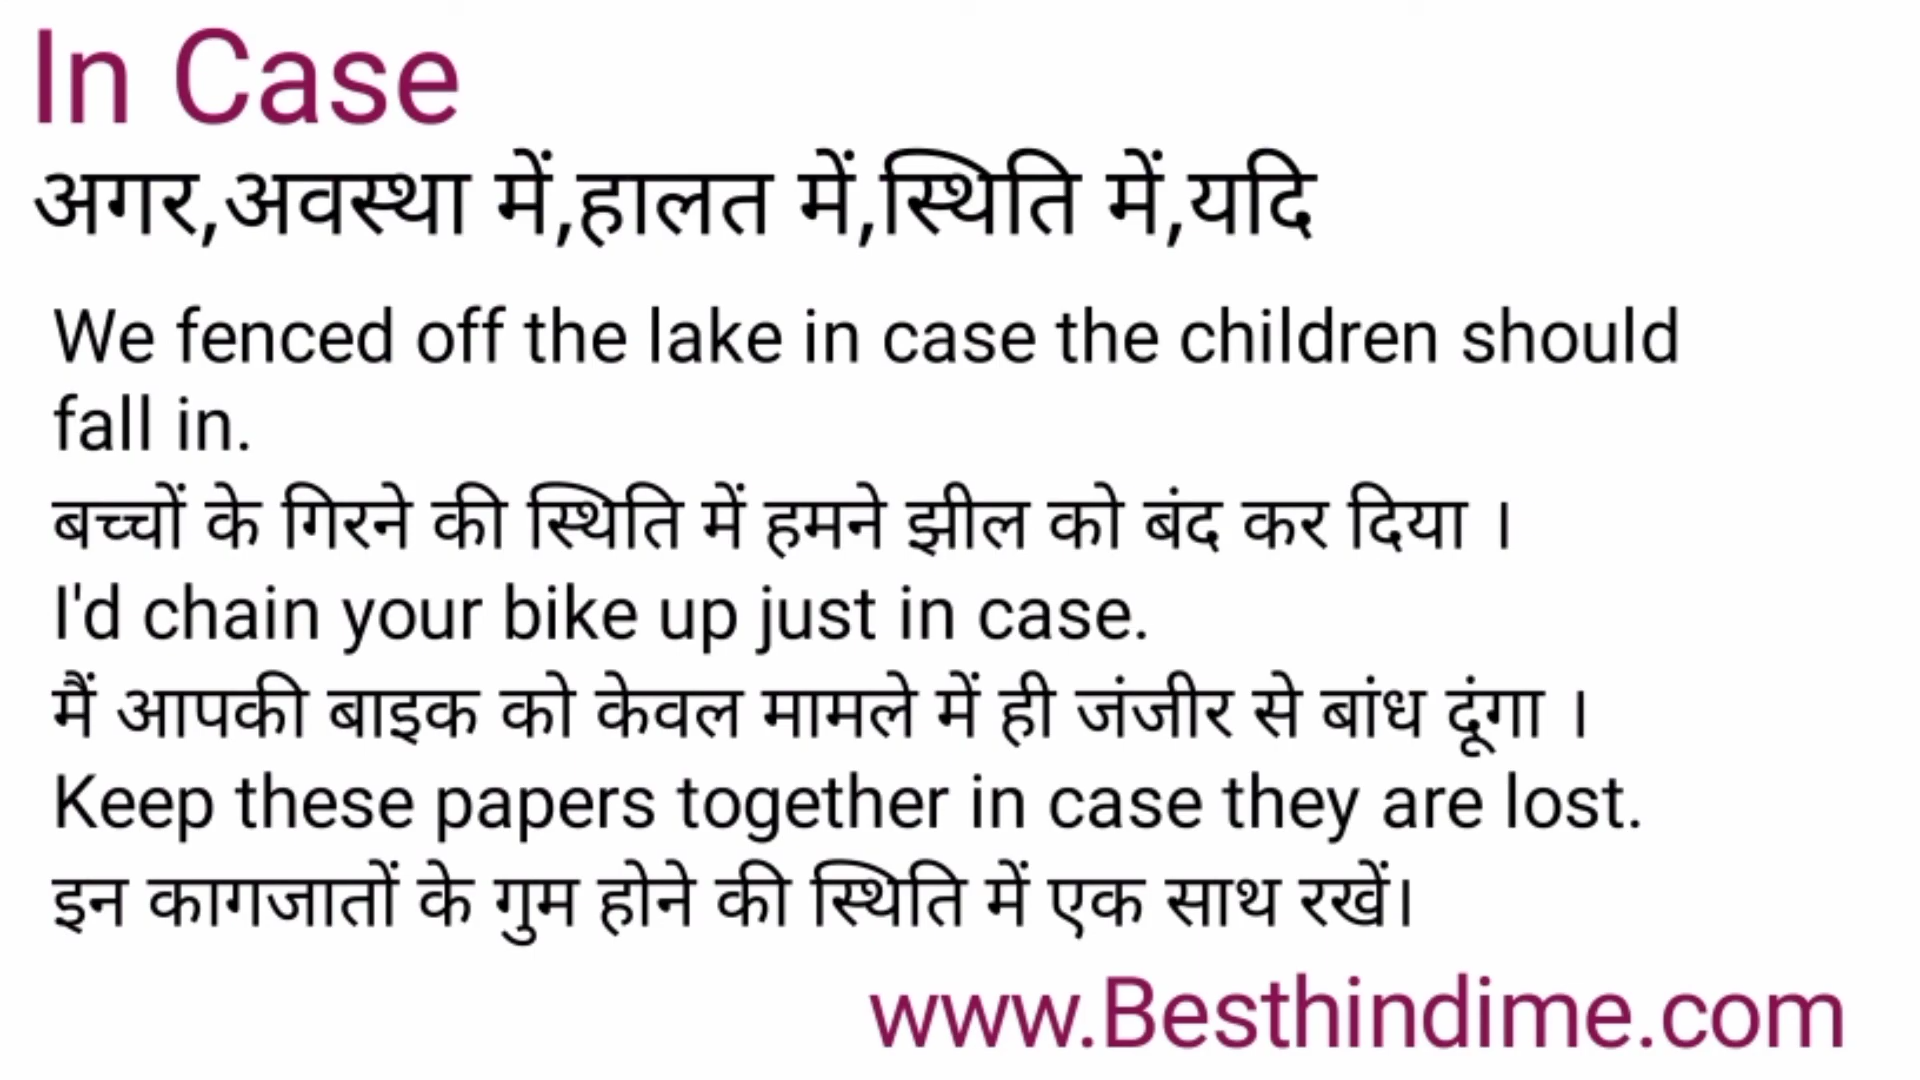 In Case
अगर,अवस्था में,हालत में,स्थिति में,यदि
We fenced off the lake in case the children should
fall in.
बच्चों के गिरने की स्थिति में हमने झील को बंद कर दिया ।
I'd chain your bike up just in case.
मैं आपकी बाइक को केवल मामले में ही जंजीर से बांध दूंगा ।
Keep these papers together in case they are lost.
इन कागजातों के गुम होने की स्थिति में एक साथ रखें।
www.Besthindime.com